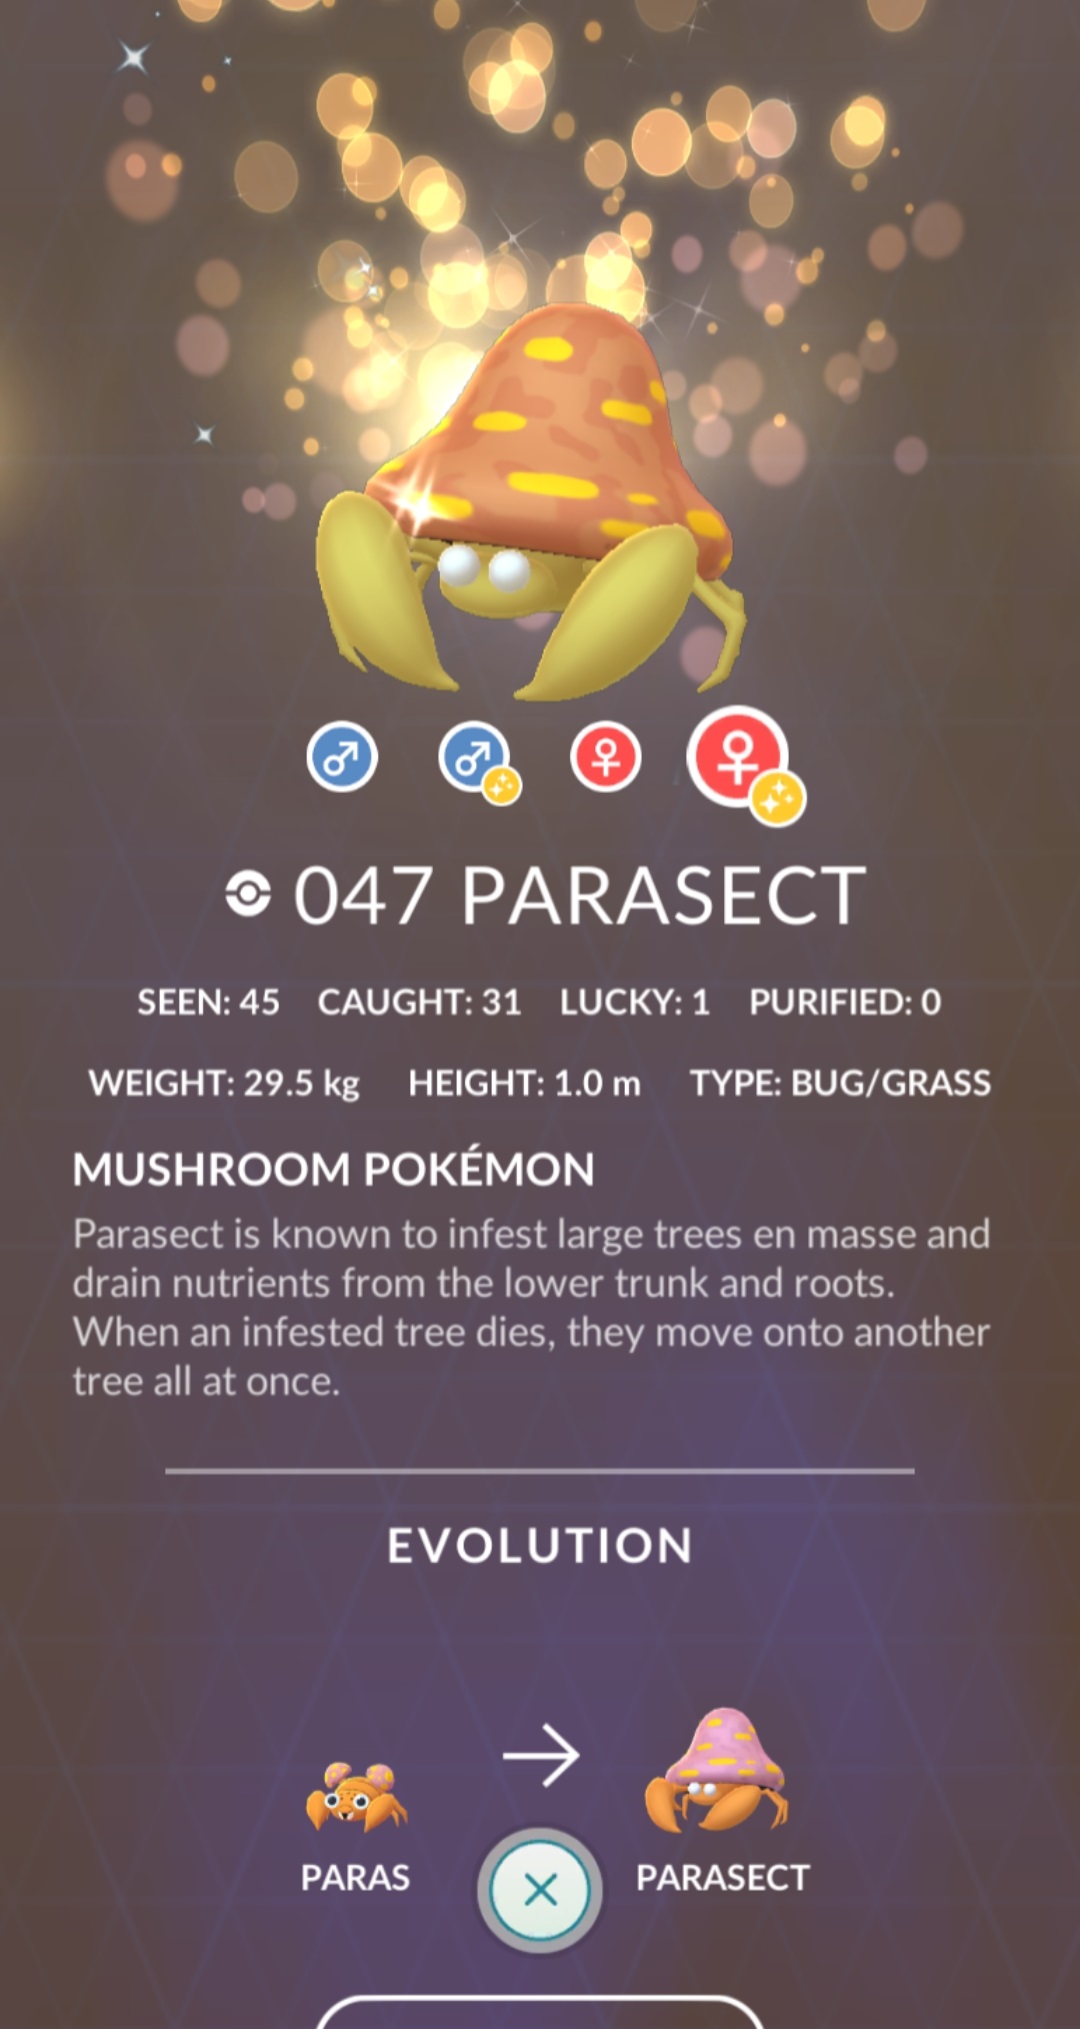 047 PARASECT
SEEN: 45 CAUGHT: 31 LUCKY: 1 PURIFIED: 0
WEIGHT: 29.5 kg HEIGHT: 1.0 m TYPE: BUG/GRASS
MUSHROOM POKÉMON
Parasect is known to infest large trees en masse and
drain nutrients from the lower trunk and roots.
When an infested tree dies, they move onto another
tree all at once.
EVOLUTION
PARAS PARASECT